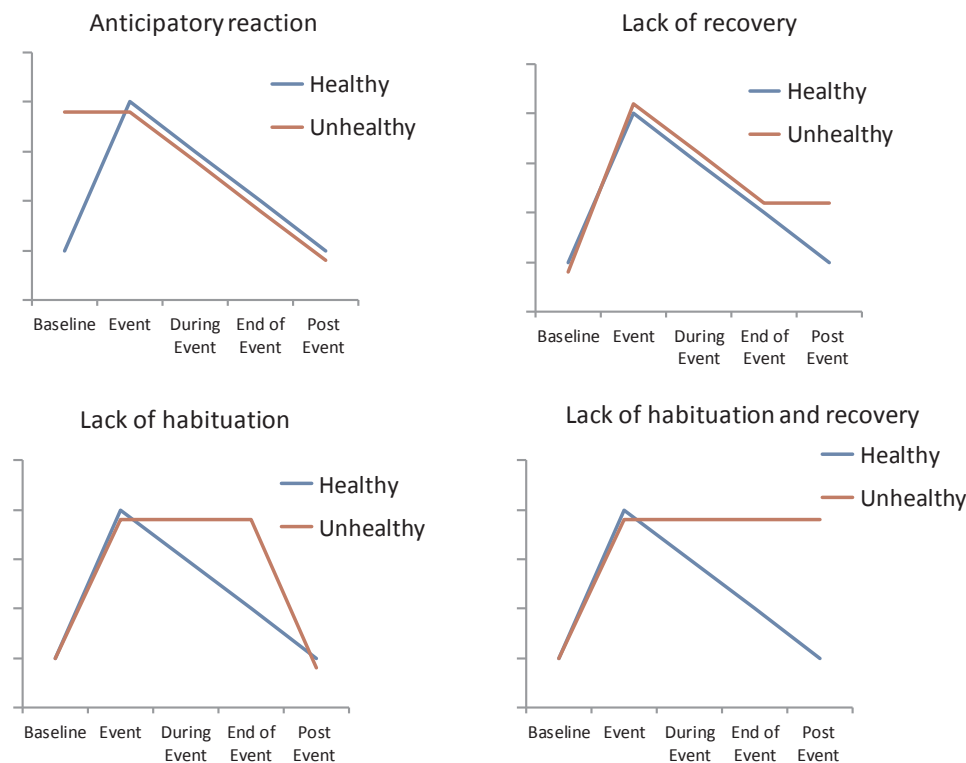 Anticipatory reaction
Healthy
Unhealthy
Baseline Event During End of Post
Event Event Event
Lack of recovery
Healthy
Unhealthy
Baseline Event During End of Post
Event Event Event
Lack of habituation
Healthy
Unhealthy
Baseline Event During End of Post
Event Event Event
Lack of habituation and recovery
Healthy
Unhealthy
Baseline Event During End of Post
Event Event Event